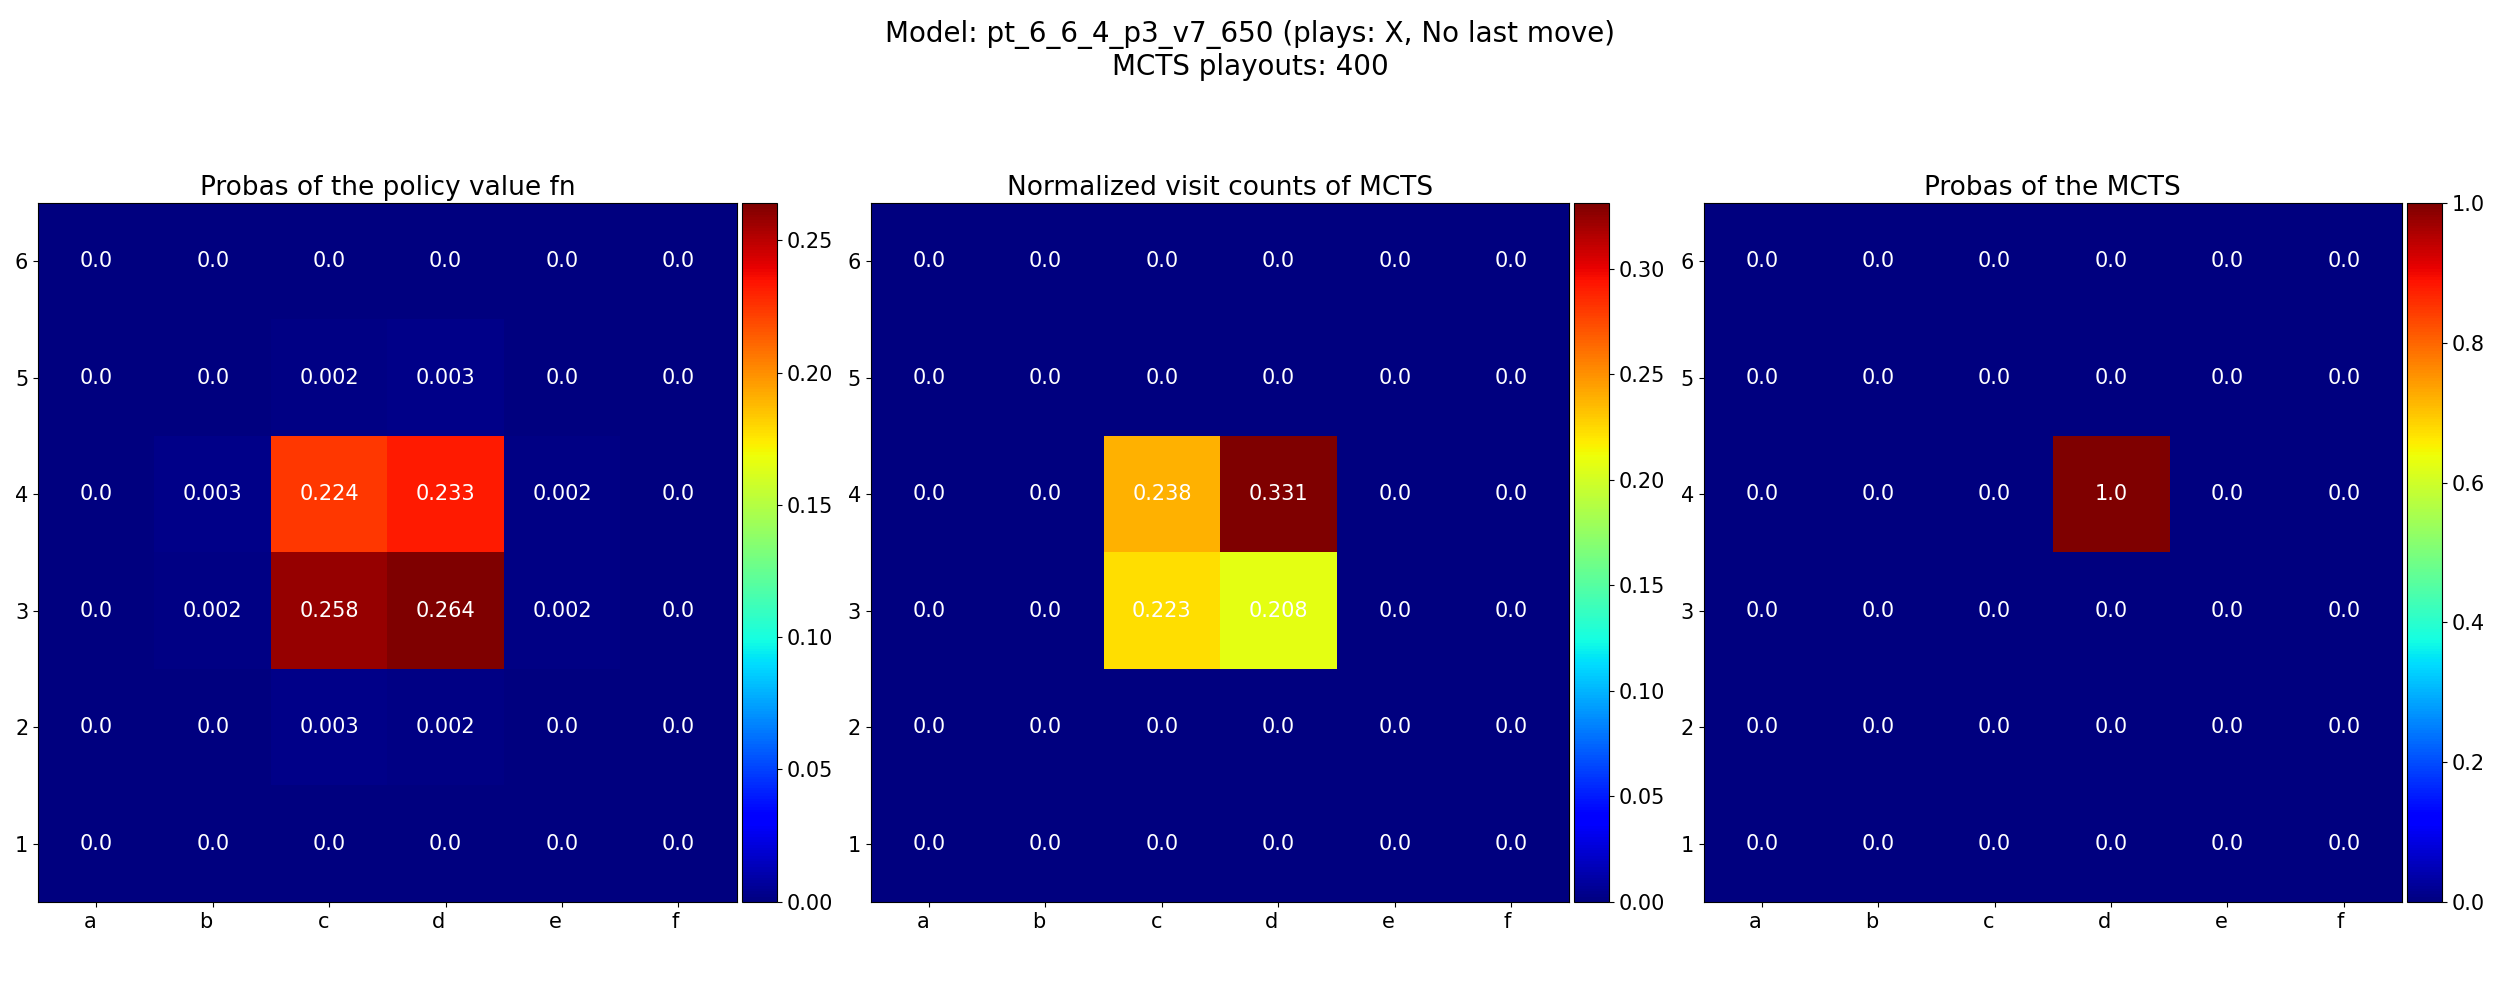 Model: pt_6_6_4_p3_v7_650 (plays: X, No last move)
MCTS playouts: 400
Probas of the policy value fn
6 0.0 0.0 0.0 0.0 0.0 0.0
5 0.0 0.0 0.002 0.003 0.0 0.0
4 0.0 0.003 0.224 0.233 0.002 0.0
3 0.0 0.002 0.258 0.264 0.002 0.0
2 0.0 0.0 0.003 0.002 0.0 0.0
1 0.0 0.0 0.0 0.0 0.0 0.0
a b c d e f
0.25
0.20
0.15
0.10
0.05
0.00
Normalized visit counts of MCTS
6 0.0 0.0 0.0 0.0 0.0 0.0
5 0.0 0.0 0.0 0.0 0.0 0.0
4 0.0 0.0 0.238 0.331 0.0 0.0
3 0.0 0.0 0.223 0.208 0.0 0.0
2 0.0 0.0 0.0 0.0 0.0 0.0
1 0.0 0.0 0.0 0.0 0.0 0.0
a b c d e f
0.30
0.25
0.20
0.15
0.10
0.05
0.00
Probas of the MCTS
6 0.0 0.0 0.0 0.0 0.0 0.0
5 0.0 0.0 0.0 0.0 0.0 0.0
4 0.0 0.0 0.0 1.0 0.0 0.0
3 0.0 0.0 0.0 0.0 0.0 0.0
2 0.0 0.0 0.0 0.0 0.0 0.0
1 0.0 0.0 0.0 0.0 0.0 0.0
a b c d e f
1.0
0.8
0.6
0.4
0.2
0.0